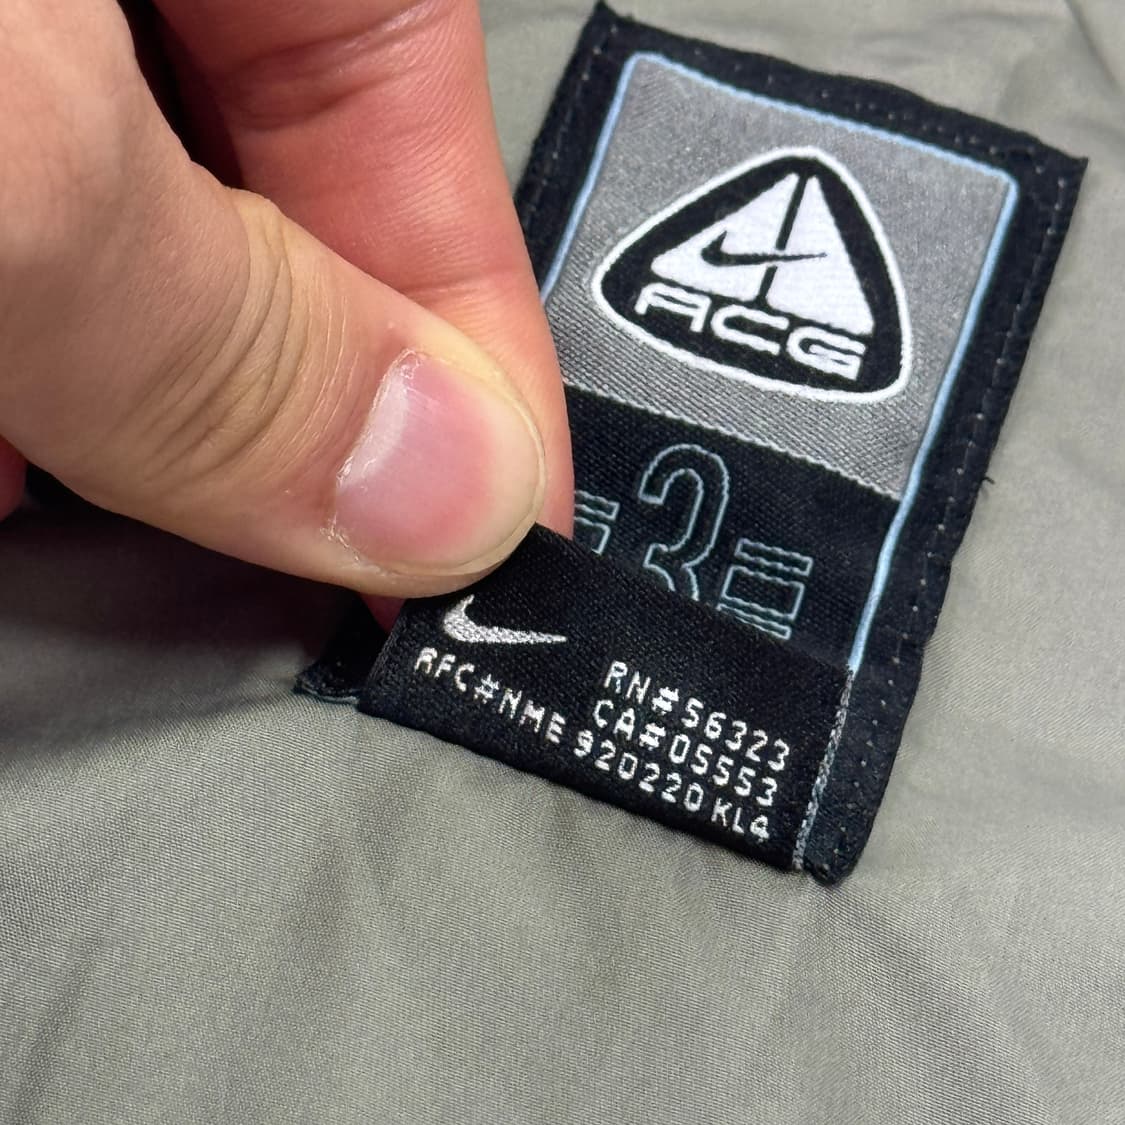 ACG
=3=
RN#56323
CA#05553
RFC#NME 920220 KL4